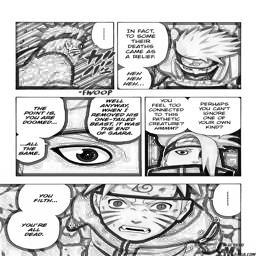 IN FACT,
TO SOME
THEIR
DEATHS
CAME AS
A RELIEF.
HEH
HEH
HEH...
*FWOOP
PERHAPS
YOU CAN'T
IGNORE ONE
OF YOUR
OWN KIND?
YOU
FEEL TOO
CONNECTED
TO THIS
PATHETIC
CREATURE?
HMMM?
WELL
ANYWAY,
WHEN I
REMOVED HIS
ONE-TAILED
BEAST, IT WAS
THE END
OF GAARA.
THE
POINT IS,
YOU ARE
DOOMED...
...ALL
THE
SAME.
YOU
FILTH...
YOU'RE
ALL
DEAD.